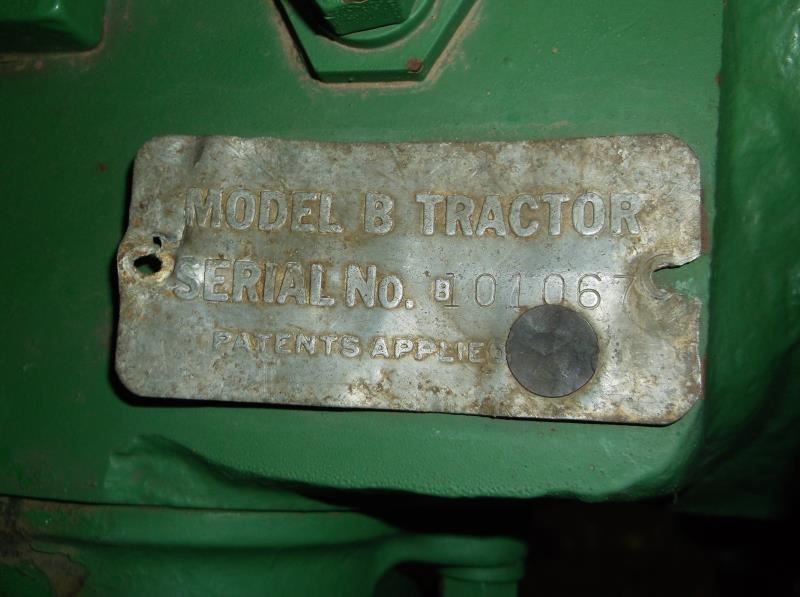 MODEL B TRACTOR
SERIAL No. B 101067
PATENTS APPLIED